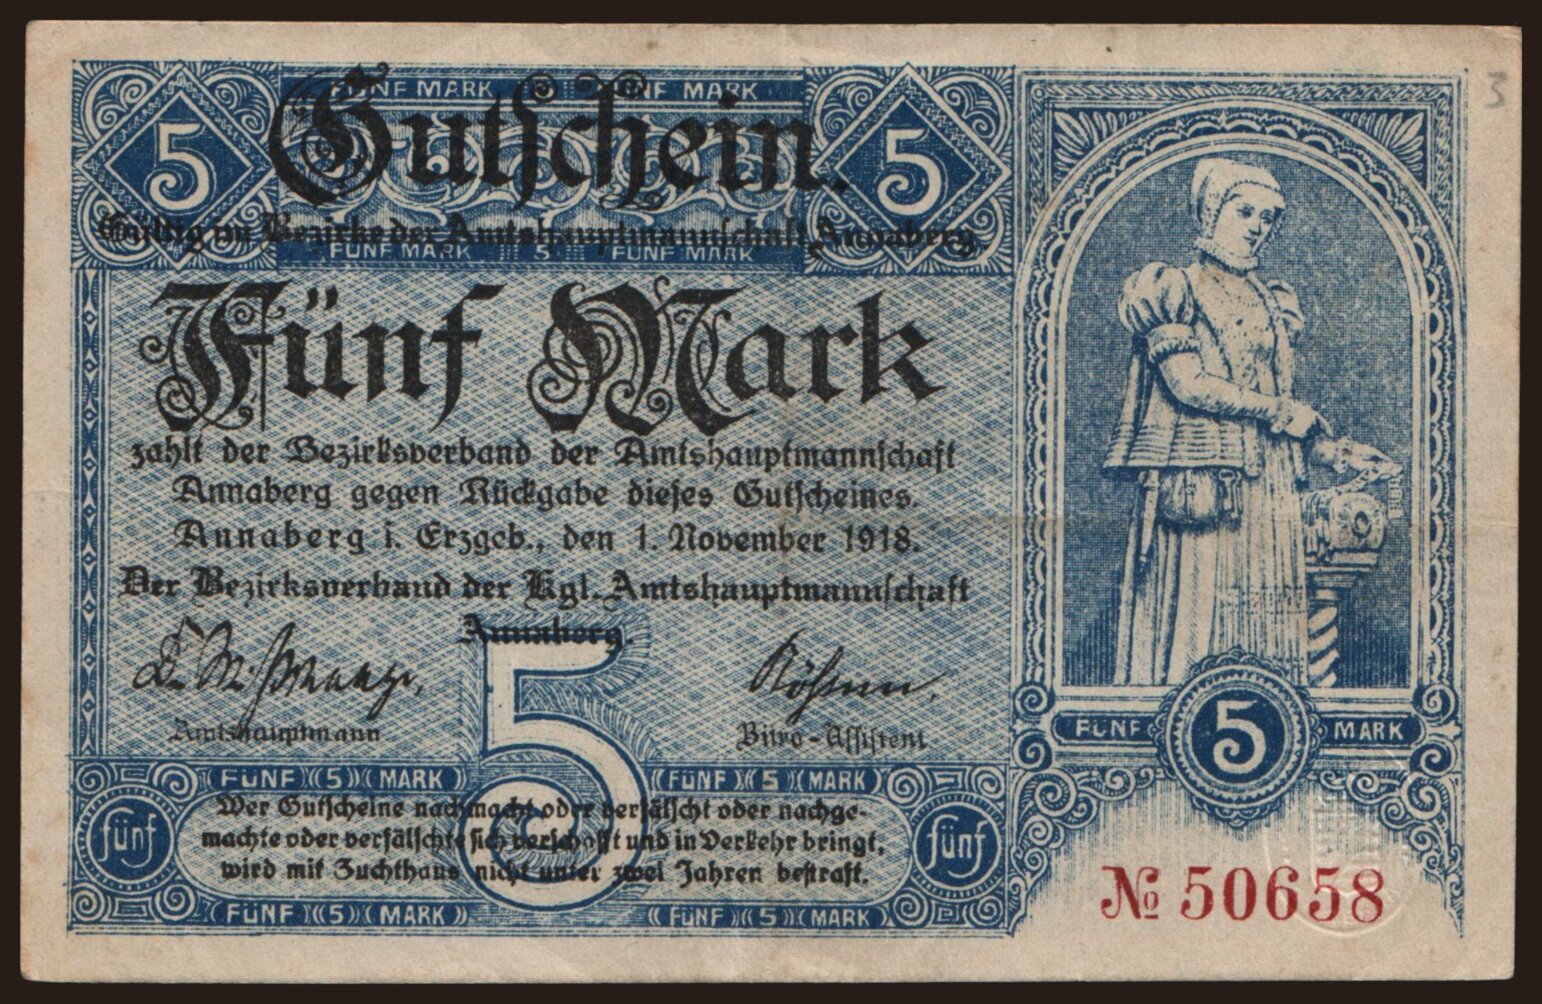 FÜNF MARK 5 FÜNF MARK
5 Gutschein. 5
Gültig im Bezirke der Amtshauptmannschaft Annaberg
FÜNF MARK 5 FÜNF MARK
Fünf Mark
zahlt der Bezirksverband der Amtshauptmannschaft
Annaberg gegen Rückgabe dieses Gutscheines.
Annaberg i. Erzgeb., den 1. November 1918.
Der Bezirksverband der Kgl. Amtshauptmannschaft
Annaberg.
Amtshauptmann
Büro-Assistent
5
FÜNF (5) MARK
FÜNF (5) MARK
Wer Gutscheine nachmacht oder verfälscht oder nachge-
machte oder verfälschte sich verschafft und in Verkehr bringt,
wird mit Zuchthaus nicht unter zwei Jahren bestraft.
fünf
fünf
FÜNF (5) MARK
FÜNF (5) MARK
FÜNF 5 MARK
№ 50658
3